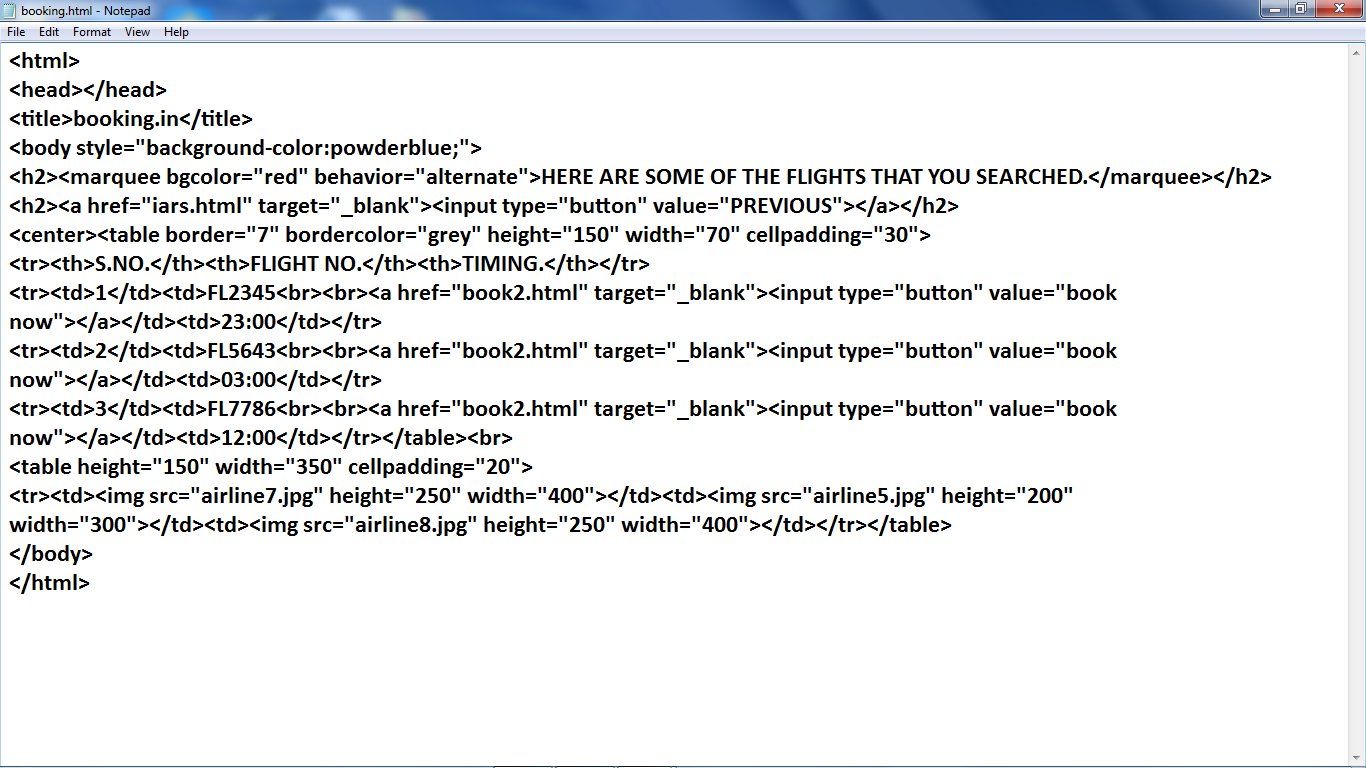 booking.html - Notepad
File Edit Format View Help
<html>
<head></head>
<title>booking.in</title>
<body style="background-color:powderblue;">
<h2><marquee bgcolor="red" behavior="alternate">HERE ARE SOME OF THE FLIGHTS THAT YOU SEARCHED.</marquee></h2>
<h2><a href="iars.html" target="_blank"><input type="button" value="PREVIOUS"></a></h2>
<center><table border="7" bordercolor="grey" height="150" width="70" cellpadding="30">
<tr><th>S.NO.</th><th>FLIGHT NO.</th><th>TIMING.</th></tr>
<tr><td>1</td><td>FL2345<br><br><a href="book2.html" target="_blank"><input type="button" value="book
now"></a></td><td>23:00</td></tr>
<tr><td>2</td><td>FL5643<br><br><a href="book2.html" target="_blank"><input type="button" value="book
now"></a></td><td>03:00</td></tr>
<tr><td>3</td><td>FL7786<br><br><a href="book2.html" target="_blank"><input type="button" value="book
now"></a></td><td>12:00</td></tr></table><br>
<table height="150" width="350" cellpadding="20">
<tr><td><img src="airline7.jpg" height="250" width="400"></td><td><img src="airline5.jpg" height="200"
width="300"></td><td><img src="airline8.jpg" height="250" width="400"></td></tr></table>
</body>
</html>